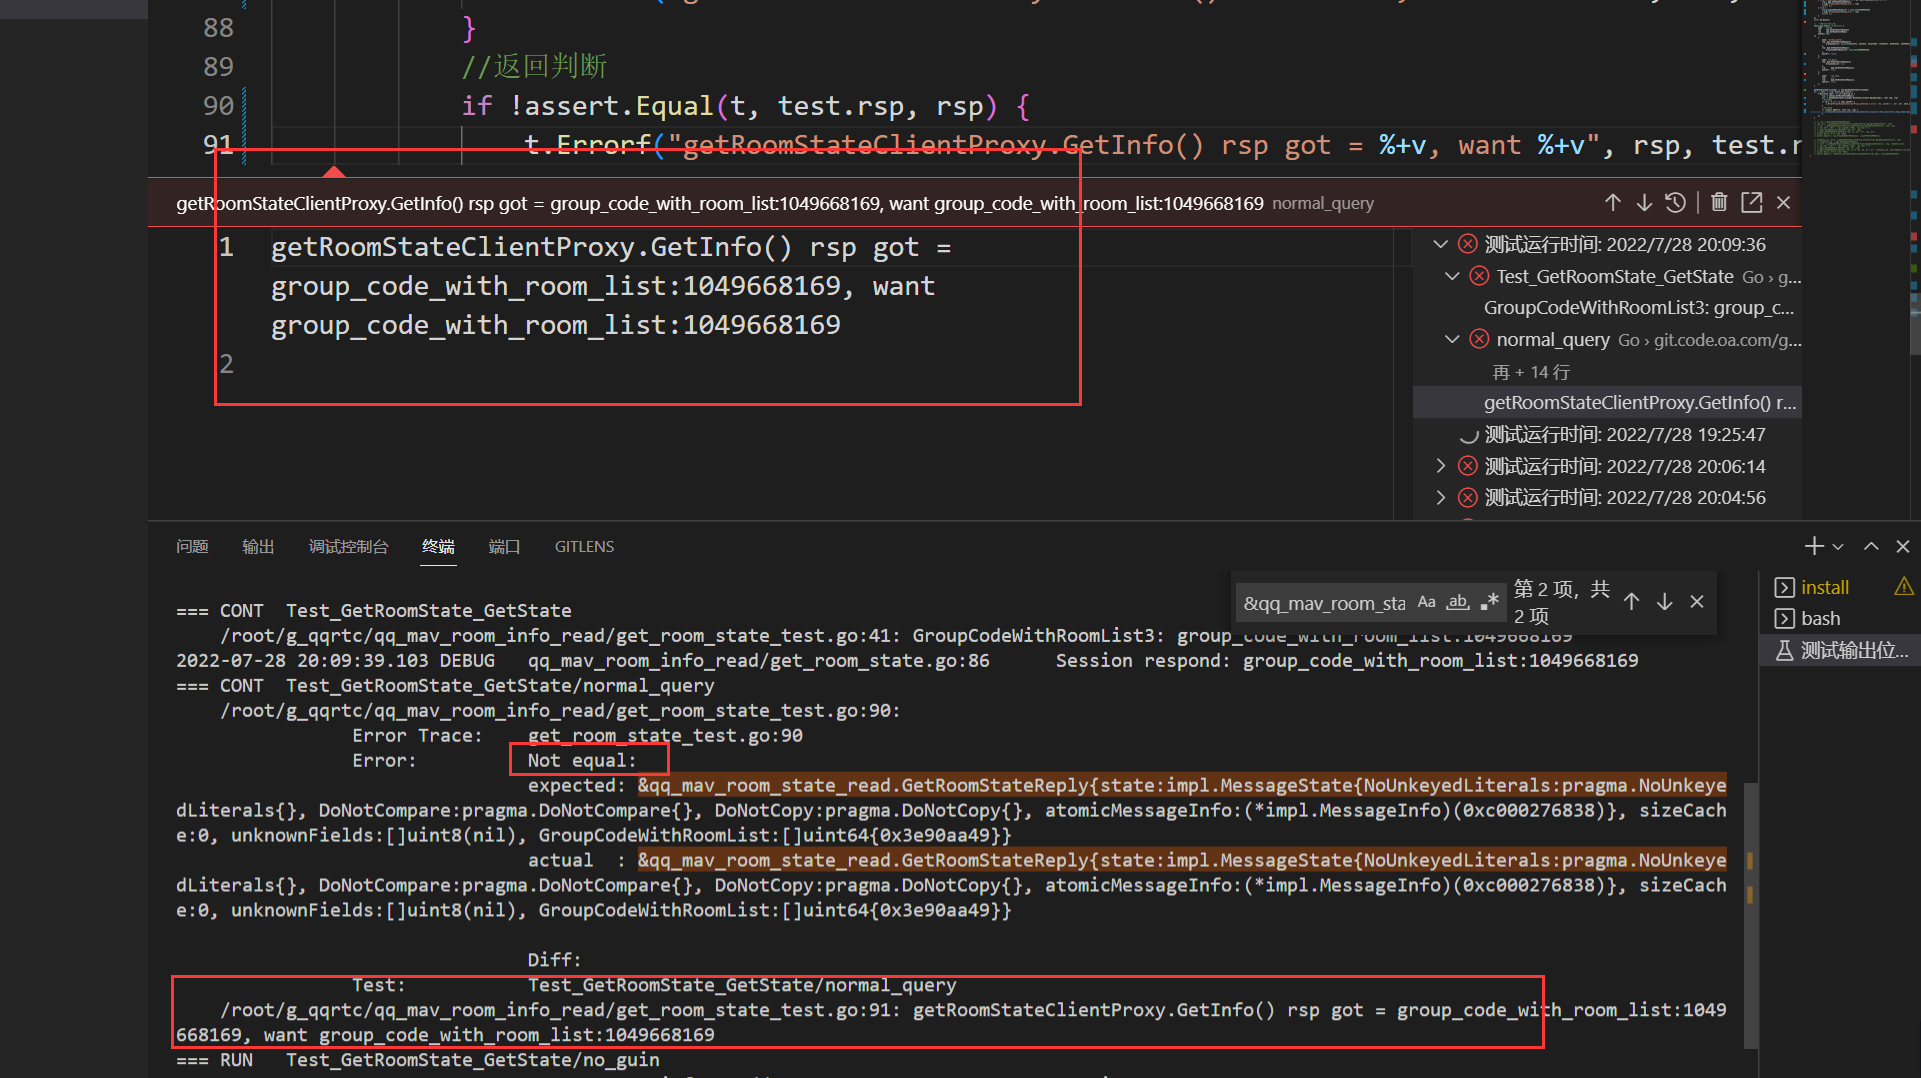 88 }
89 //返回判断
90 if !assert.Equal(t, test.rsp, rsp) {
91 t.Errorf("getRoomStateClientProxy.GetInfo() rsp got = %+v, want %+v", rsp, test.r
getRoomStateClientProxy.GetInfo() rsp got = group_code_with_room_list:1049668169, want group_code_with_room_list:1049668169 normal_query
1 getRoomStateClientProxy.GetInfo() rsp got =
group_code_with_room_list:1049668169, want
group_code_with_room_list:1049668169
2
测试运行时间: 2022/7/28 20:09:36
Test_GetRoomState_GetState Go › g...
GroupCodeWithRoomList3: group_c...
normal_query Go › git.code.oa.com/g...
再 + 14 行
getRoomStateClientProxy.GetInfo() r...
测试运行时间: 2022/7/28 19:25:47
测试运行时间: 2022/7/28 20:06:14
测试运行时间: 2022/7/28 20:04:56
问题 输出 调试控制台 终端 端口 GITLENS
&qq_mav_room_sta Aa ab 第 2 项，共
2 项
install
bash
测试输出位...
=== CONT Test_GetRoomState_GetState
/root/g_qqrtc/qq_mav_room_info_read/get_room_state_test.go:41: GroupCodeWithRoomList3: group_code_with_room_list:1049668169
2022-07-28 20:09:39.103 DEBUG qq_mav_room_info_read/get_room_state.go:86 Session respond: group_code_with_room_list:1049668169
=== CONT Test_GetRoomState_GetState/normal_query
/root/g_qqrtc/qq_mav_room_info_read/get_room_state_test.go:90:
Error Trace: get_room_state_test.go:90
Error: Not equal:
expected: &qq_mav_room_state_read.GetRoomStateReply{state:impl.MessageState{NoUnkeyedLiterals:pragma.NoUnkeye
dLiterals{}, DoNotCompare:pragma.DoNotCompare{}, DoNotCopy:pragma.DoNotCopy{}, atomicMessageInfo:(*impl.MessageInfo)(0xc000276838)}, sizeCach
e:0, unknownFields:[]uint8(nil), GroupCodeWithRoomList:[]uint64{0x3e90aa49}}
actual : &qq_mav_room_state_read.GetRoomStateReply{state:impl.MessageState{NoUnkeyedLiterals:pragma.NoUnkeye
dLiterals{}, DoNotCompare:pragma.DoNotCompare{}, DoNotCopy:pragma.DoNotCopy{}, atomicMessageInfo:(*impl.MessageInfo)(0xc000276838)}, sizeCach
e:0, unknownFields:[]uint8(nil), GroupCodeWithRoomList:[]uint64{0x3e90aa49}}
Diff:
Test: Test_GetRoomState_GetState/normal_query
/root/g_qqrtc/qq_mav_room_info_read/get_room_state_test.go:91: getRoomStateClientProxy.GetInfo() rsp got = group_code_with_room_list:1049
668169, want group_code_with_room_list:1049668169
=== RUN Test_GetRoomState_GetState/no_guin